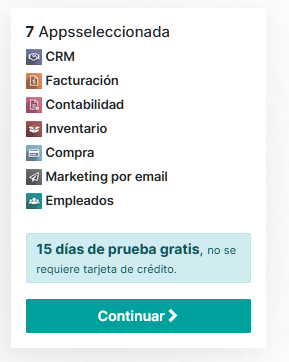 7 Appsseleccionada
CRM
Facturación
Contabilidad
Inventario
Compra
Marketing por email
Empleados
15 días de prueba gratis, no se
requiere tarjeta de crédito.
Continuar